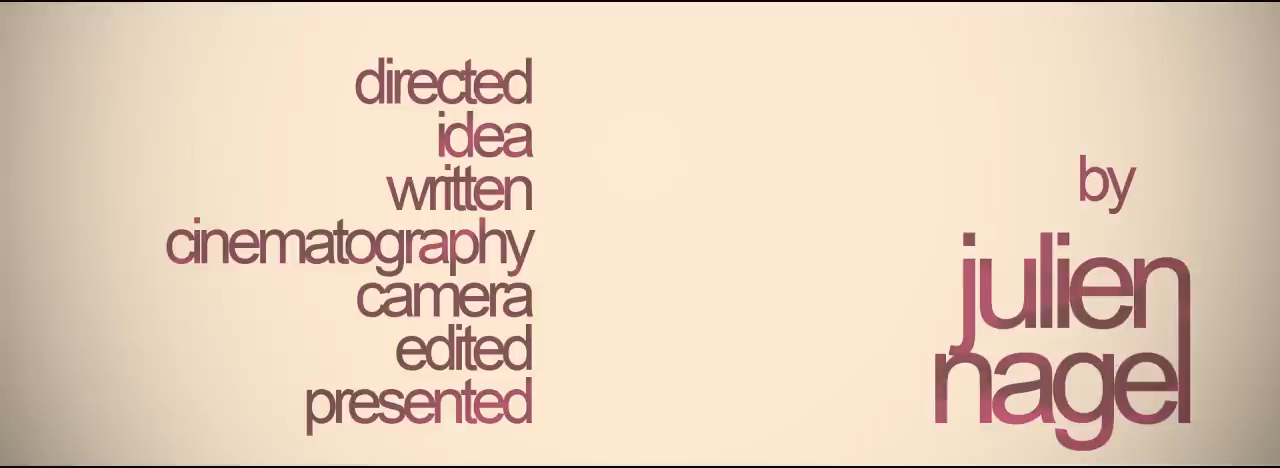 directed
idea
written
cinematography
camera
edited
presented
by
julien
nagel